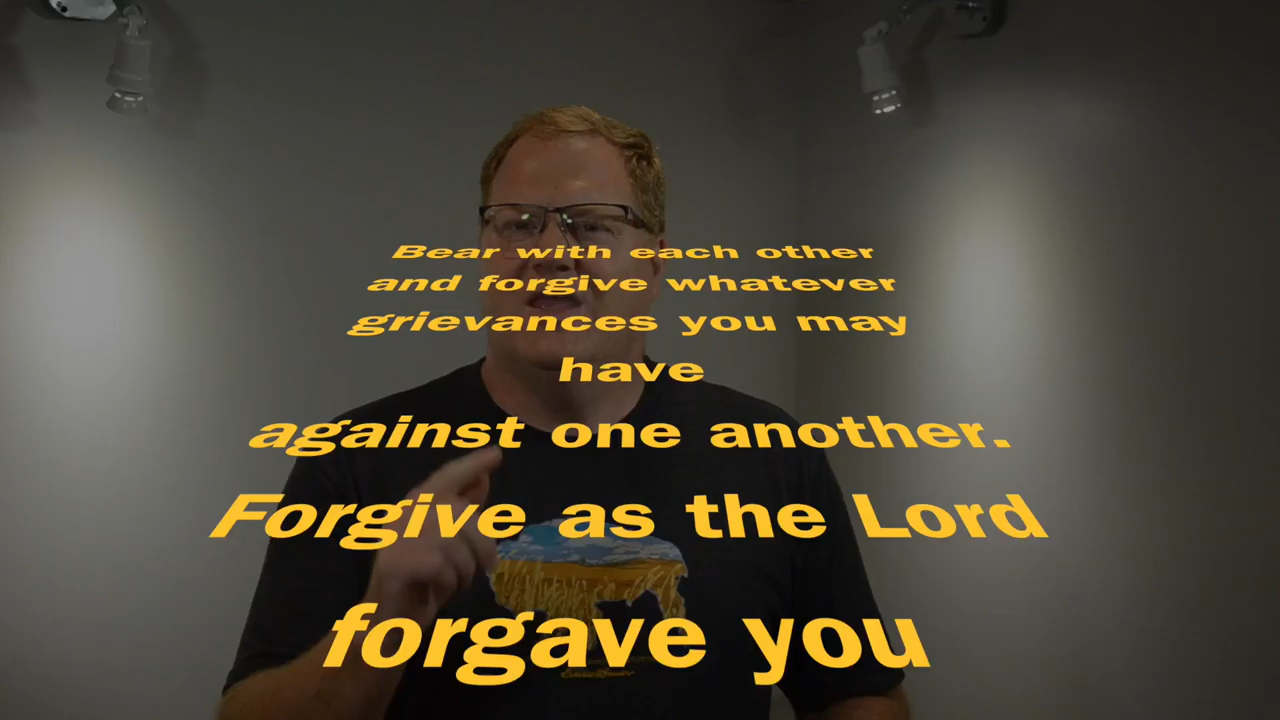 Bear with each other
and forgive whatever
grievances you may
have
against one another.
Forgive as the Lord
forgave you